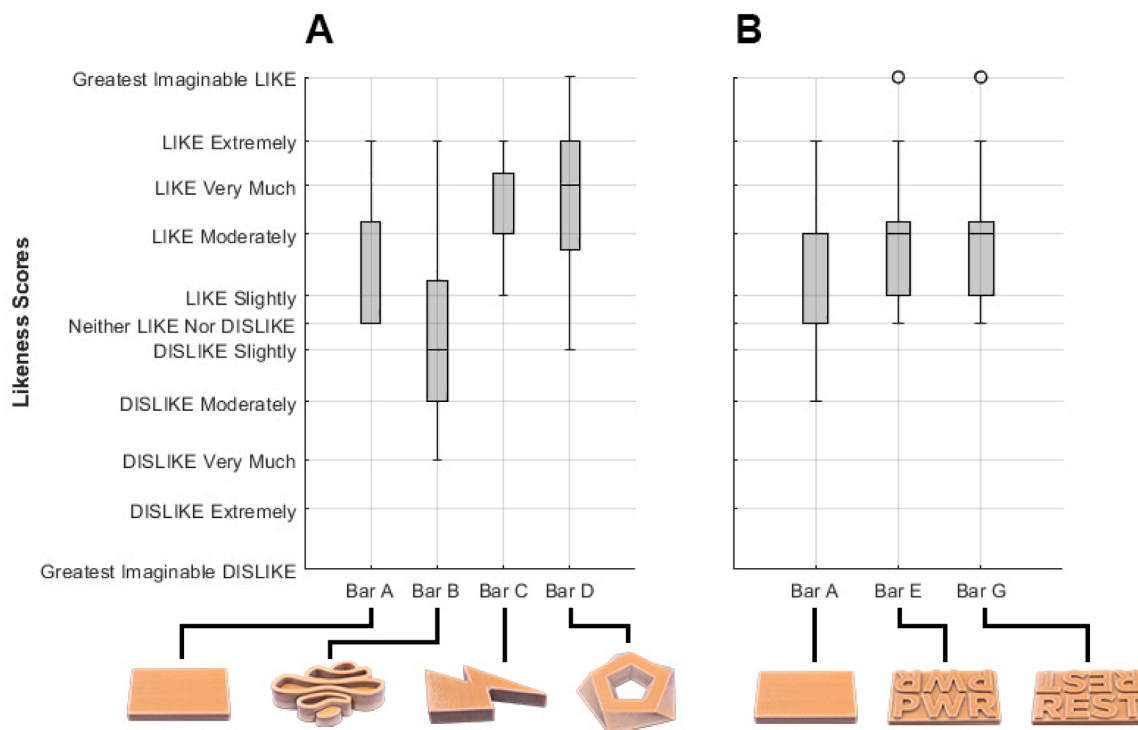 A
B
Likeness Scores
Greatest Imaginable LIKE
LIKE Extremely
LIKE Very Much
LIKE Moderately
LIKE Slightly
Neither LIKE Nor DISLIKE
DISLIKE Slightly
DISLIKE Moderately
DISLIKE Very Much
DISLIKE Extremely
Greatest Imaginable DISLIKE
Bar A Bar B Bar C Bar D
Bar A Bar E Bar G
PWR
PWR
REST
REST